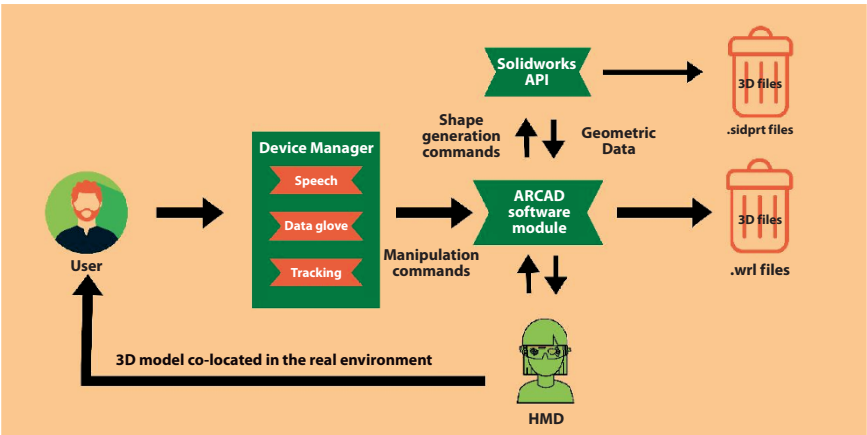 Solidworks
API
3D files
.sidprt files
Shape
generation
commands
Geometric
Data
Device Manager
Speech
Data glove
Tracking
ARCAD
software
module
3D files
.wrl files
User
Manipulation
commands
3D model co-located in the real environment
HMD